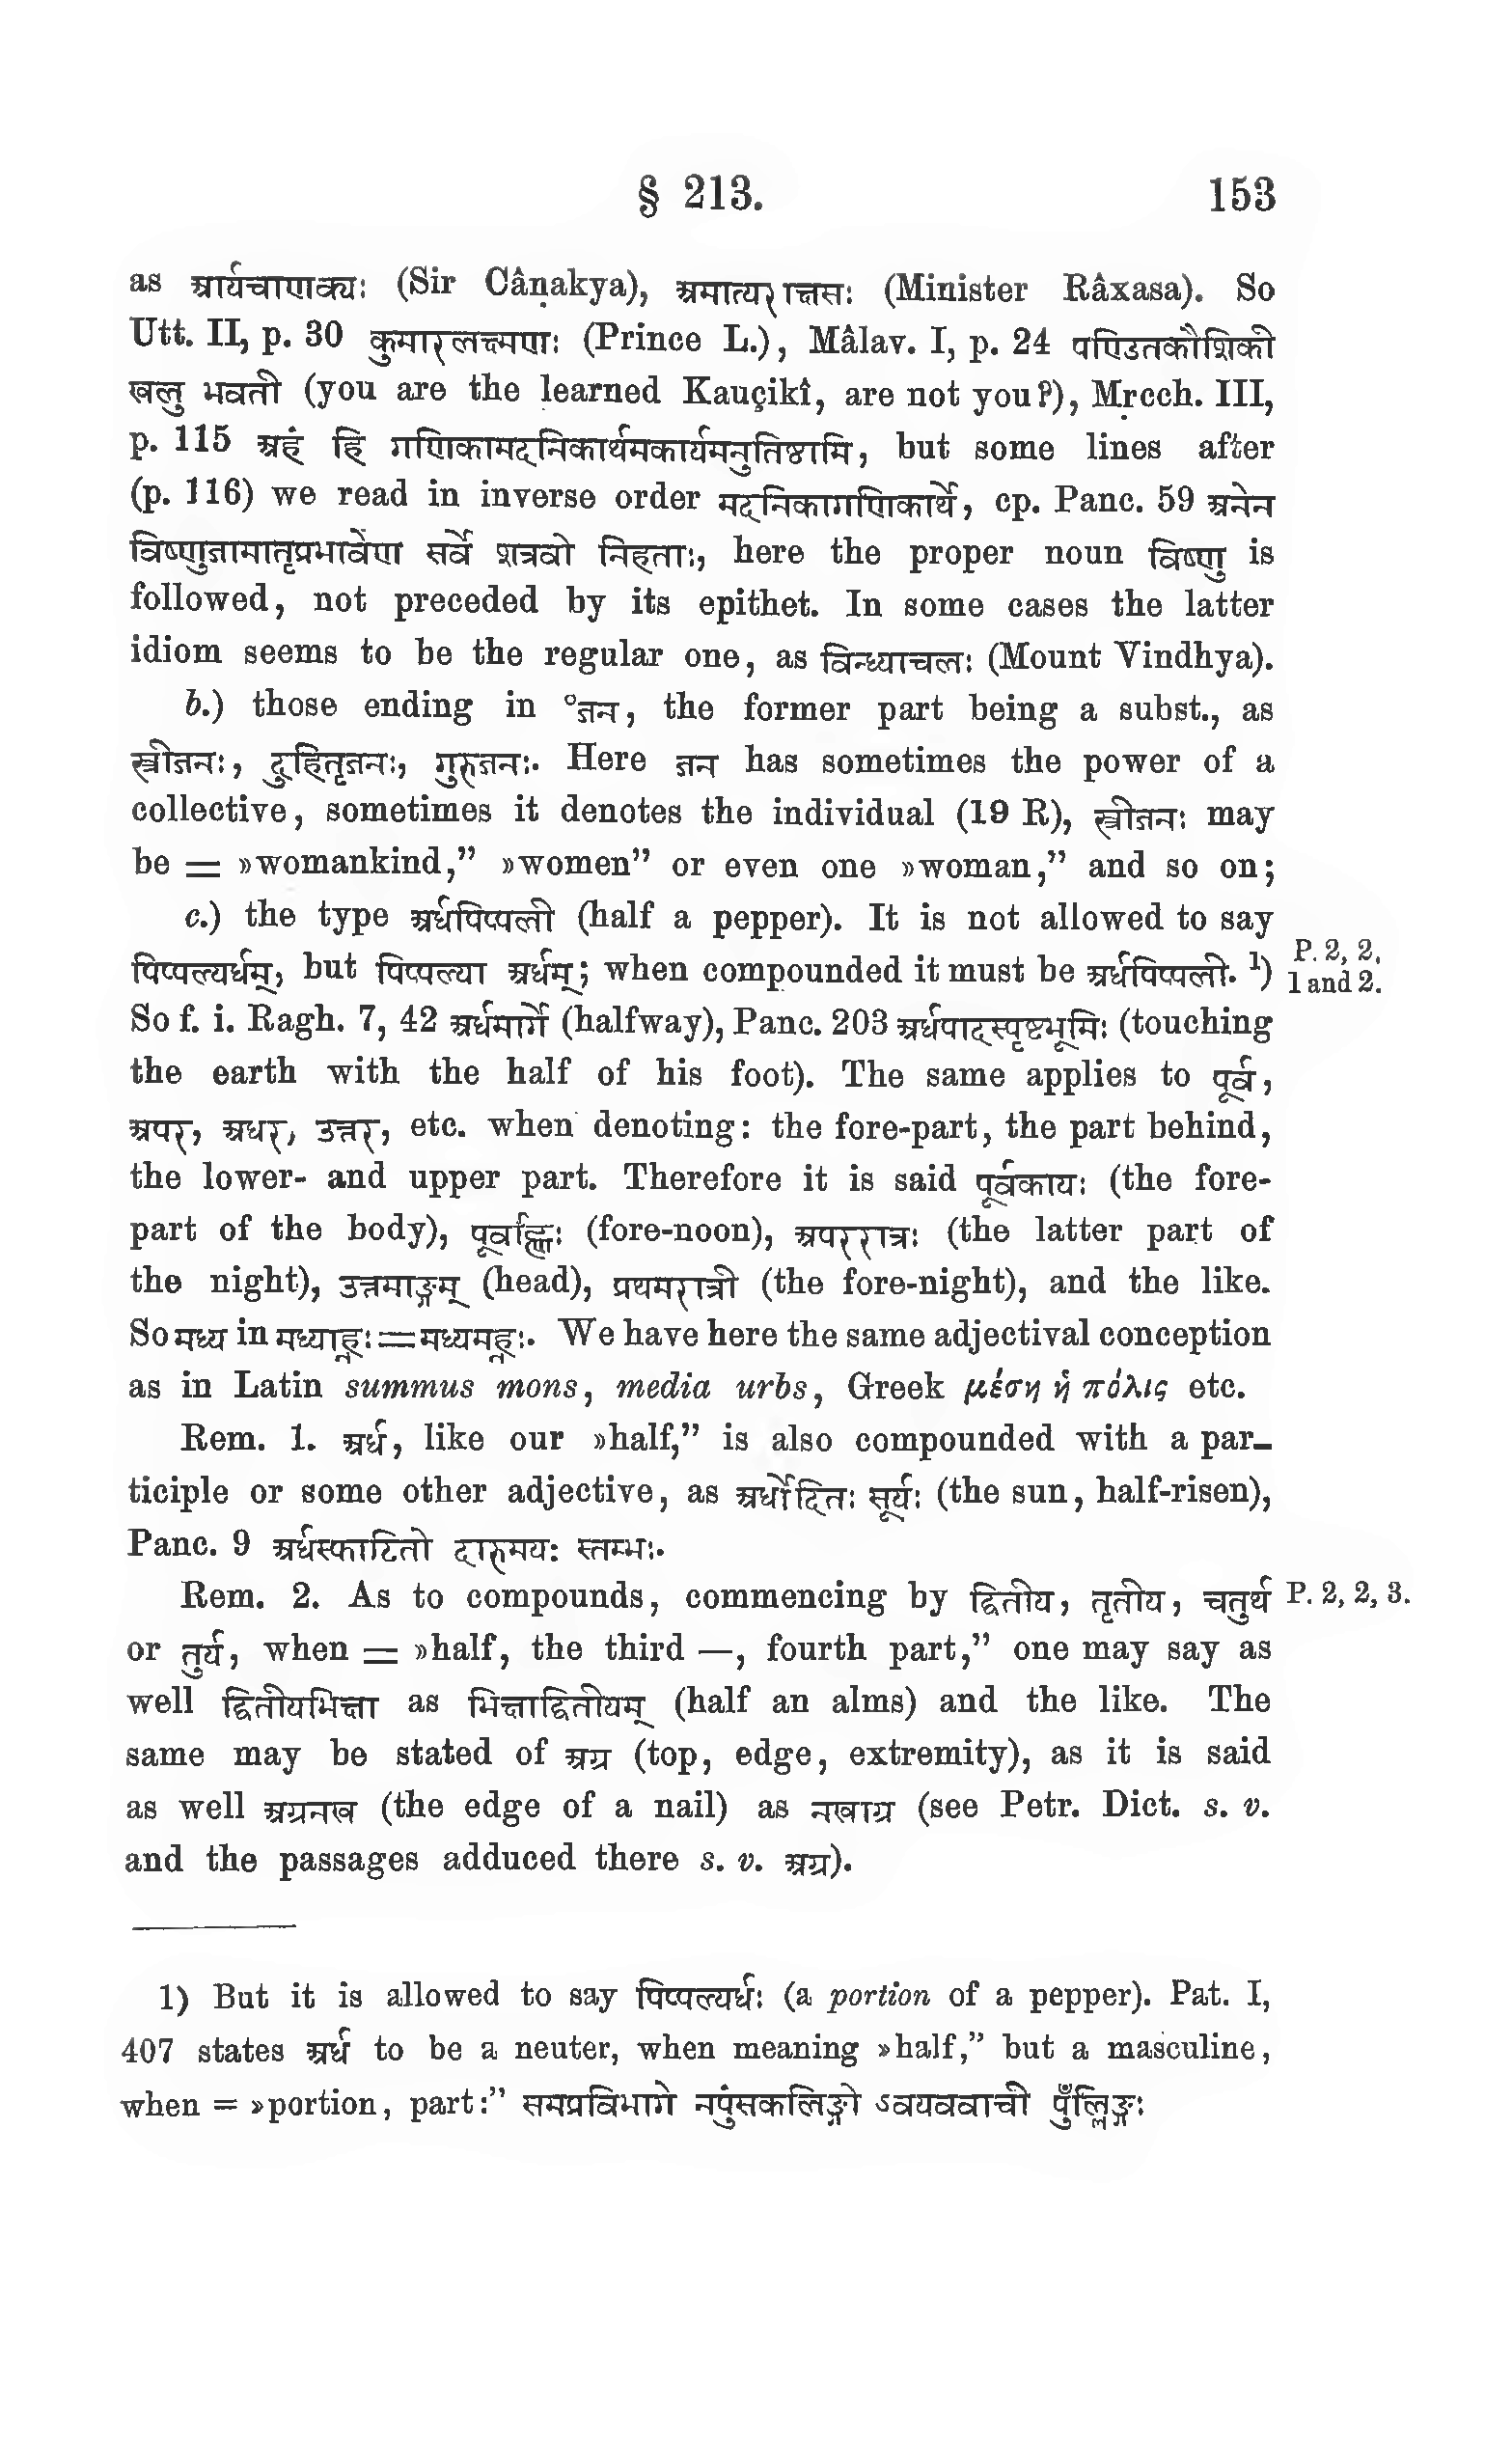 § 213. 153
as आर्यचाणक्यः (Sir Câṇakya), अमात्यराक्षसः (Minister Râxasa). So
Utt. II, p. 30 कुमारलक्ष्मणः (Prince L.), Mâlav. I, p. 24 पण्डितकौशिकी
खलु भवती (you are the learned Kauçikî, are not you?), Mṛcch. III,
p. 115 अहं हि गणिकामदनिकार्थमकार्यमनुतिष्ठामि, but some lines after
(p. 116) we read in inverse order मदनिकागणिकार्थे, cp. Panc. 59 अनेन
विष्णुजामातृप्रभावेण सर्वे शत्रवो निहताः, here the proper noun विष्णु is
followed, not preceded by its epithet. In some cases the latter
idiom seems to be the regular one, as विन्ध्याचलः (Mount Vindhya).
b.) those ending in °जन, the former part being a subst., as
स्त्रीजनः, दुहितृजनः, गुरुजनः. Here जन has sometimes the power of a
collective, sometimes it denotes the individual (19 R), स्त्रीजनः may
be = »womankind,” »women” or even one »woman,” and so on;
c.) the type अर्धपिप्पली (half a pepper). It is not allowed to say
पिप्पल्यर्धम्, but पिप्पल्या अर्धम्; when compounded it must be अर्धपिप्पली. ¹) P. 2, 2,
1 and 2.
So f. i. Ragh. 7, 42 अर्धमार्गे (halfway), Panc. 203 अर्धपादस्पृष्टभूमिः (touching
the earth with the half of his foot). The same applies to पूर्व,
अपर, अधर, उत्तर, etc. when denoting: the fore-part, the part behind,
the lower- and upper part. Therefore it is said पूर्वकायः (the fore-
part of the body), पूर्वाह्णः (fore-noon), अपररात्रः (the latter part of
the night), उत्तमाङ्गम् (head), प्रथमरात्री (the fore-night), and the like.
So मध्य in मध्याह्नः = मध्यमह्नः. We have here the same adjectival conception
as in Latin summus mons, media urbs, Greek μέση ἡ πόλις etc.
Rem. 1. अर्ध, like our »half,” is also compounded with a par-
ticiple or some other adjective, as अर्धोदितः सूर्यः (the sun, half-risen),
Panc. 9 अर्धस्फाटितो दारुमयः स्तम्भः.
Rem. 2. As to compounds, commencing by द्वितीय, तृतीय, चतुर्थ P. 2, 2, 3.
or तुर्य, when = »half, the third —, fourth part,” one may say as
well द्वितीयभिक्षा as भिक्षाद्वितीयम् (half an alms) and the like. The
same may be stated of अग्र (top, edge, extremity), as it is said
as well अग्रनख (the edge of a nail) as नखाग्र (see Petr. Dict. s. v.
and the passages adduced there s. v. अग्र).
1) But it is allowed to say पिप्पल्यर्धः (a portion of a pepper). Pat. I,
407 states अर्ध to be a neuter, when meaning »half,” but a masculine,
when = »portion, part:” समप्रविभागे नपुंसकलिङ्गो ऽवयववाची पुँल्लिङ्गः